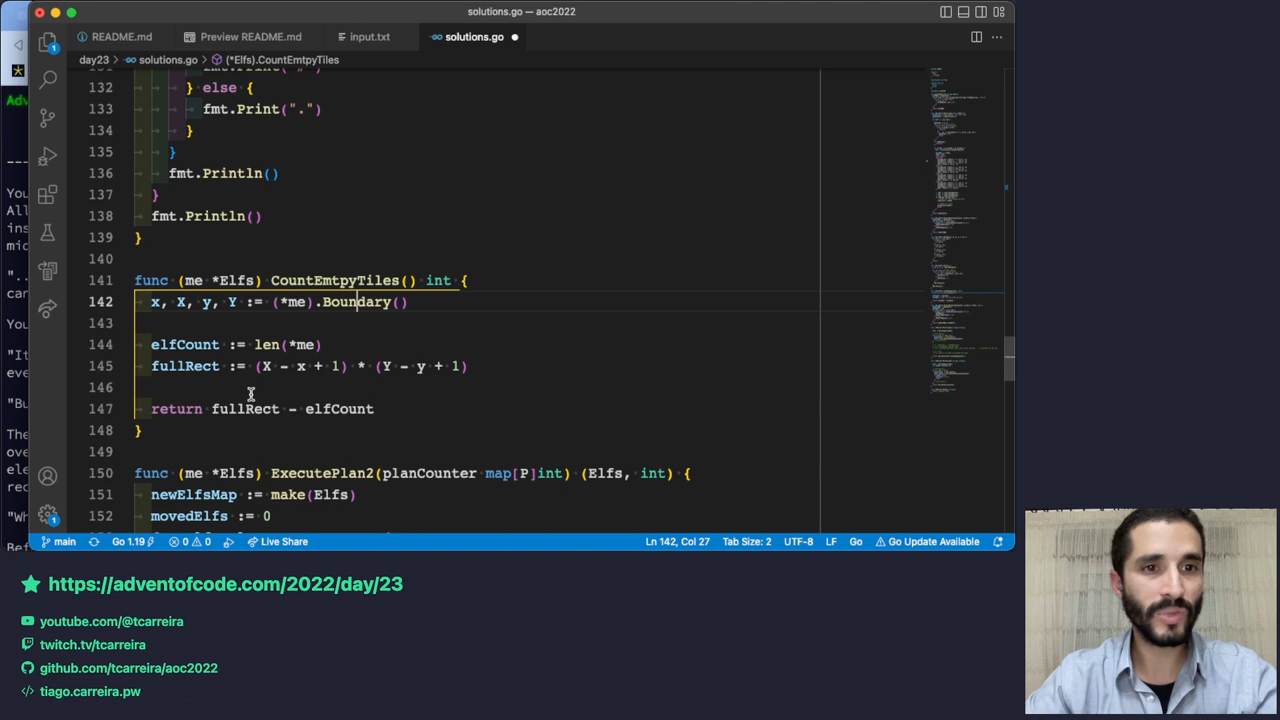 solutions.go — aoc2022
README.md
Preview README.md
input.txt
solutions.go
day23 > solutions.go > (*Elfs).CountEmtpyTiles
132 } else {
133 fmt.Print(".")
134 }
135 }
136 fmt.Println()
137 }
138 fmt.Println()
139 }
140
141 func (me *Elfs) CountEmtpyTiles() int {
142 x, X, y, Y := (*me).Boundary()
143
144 elfCount := len(*me)
145 fullRect := (X - x + 1) * (Y - y + 1)
146
147 return fullRect - elfCount
148 }
149
150 func (me *Elfs) ExecutePlan2(planCounter map[P]int) (Elfs, int) {
151 newElfsMap := make(Elfs)
152 movedElfs := 0
main
Go 1.19
0 0
Live Share
Ln 142, Col 27
Tab Size: 2
UTF-8
LF
Go
Go Update Available
https://adventofcode.com/2022/day/23
youtube.com/@tcarreira
twitch.tv/tcarreira
github.com/tcarreira/aoc2022
tiago.carreira.pw